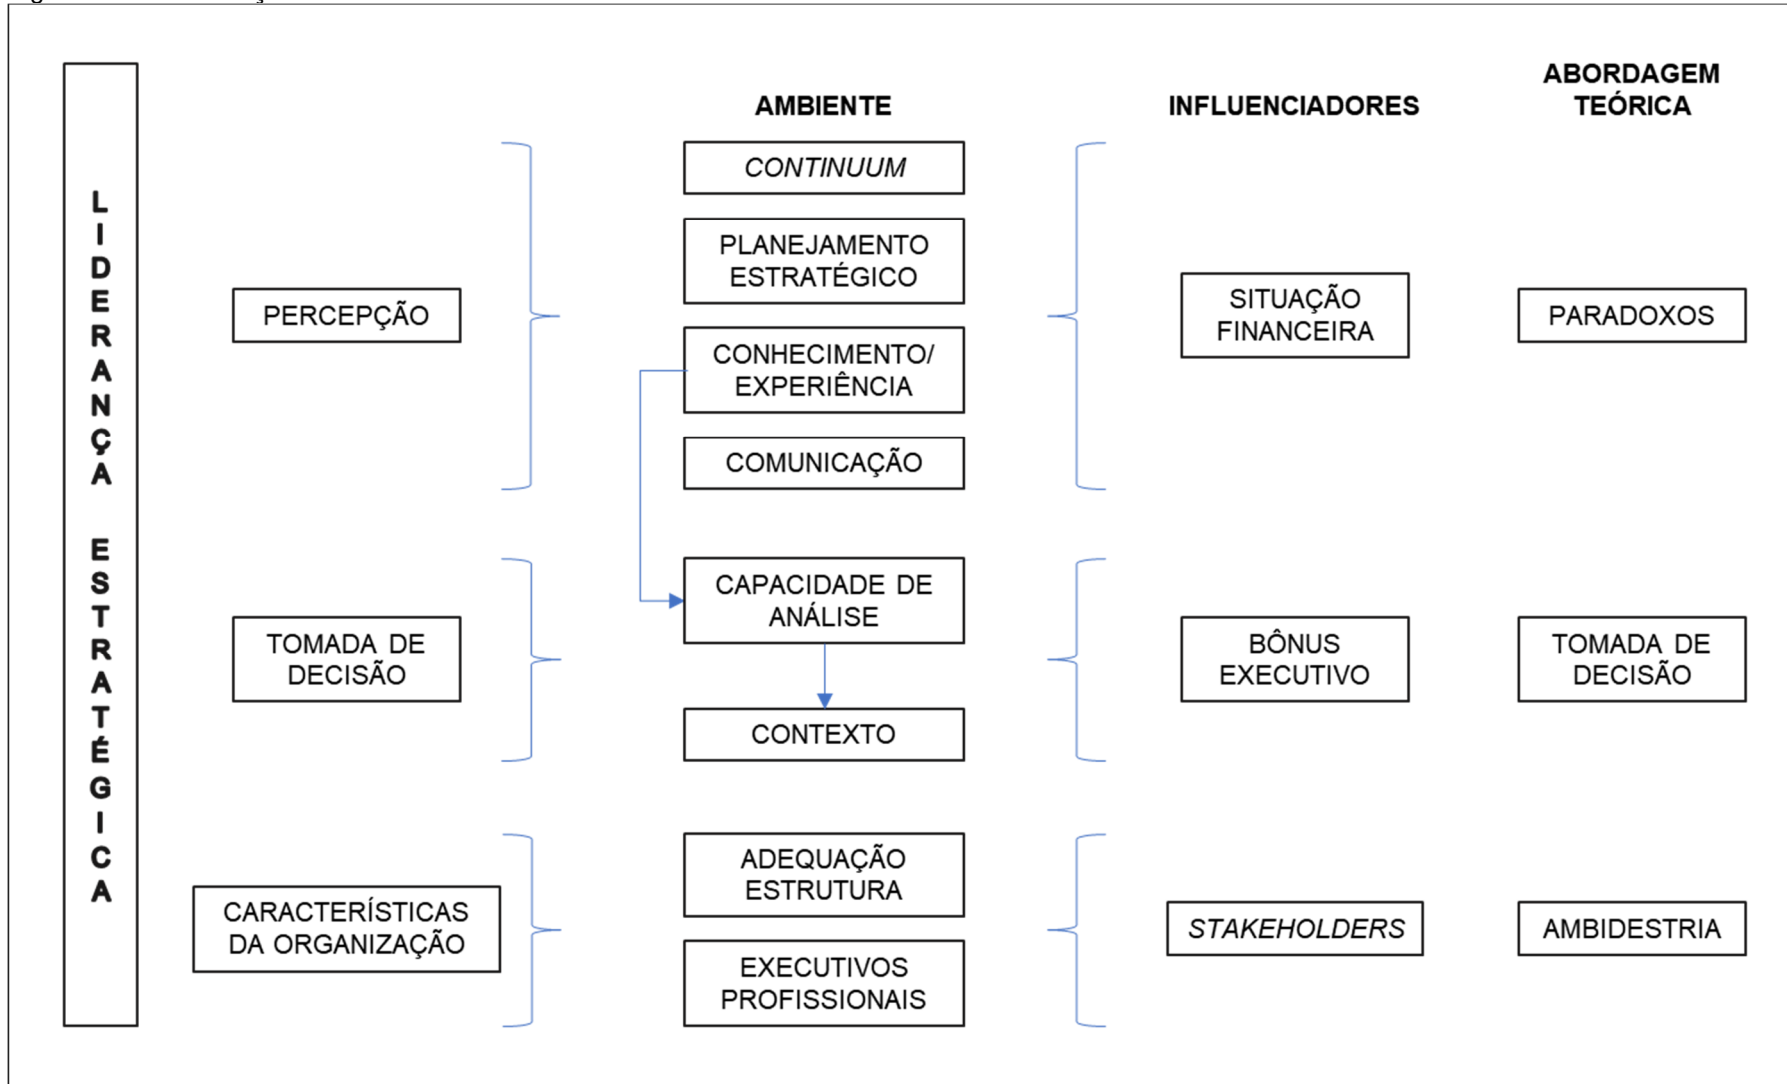 LIDERANÇA ESTRATÉGICA
AMBIENTE
INFLUENCIADORES
ABORDAGEM
TEÓRICA
PERCEPÇÃO
CONTINUUM
PLANEJAMENTO
ESTRATÉGICO
CONHECIMENTO/
EXPERIÊNCIA
COMUNICAÇÃO
SITUAÇÃO
FINANCEIRA
PARADOXOS
TOMADA DE
DECISÃO
CAPACIDADE DE
ANÁLISE
CONTEXTO
BÔNUS
EXECUTIVO
TOMADA DE
DECISÃO
CARACTERÍSTICAS
DA ORGANIZAÇÃO
ADEQUAÇÃO
ESTRUTURA
EXECUTIVOS
PROFISSIONAIS
STAKEHOLDERS
AMBIDESTRIA